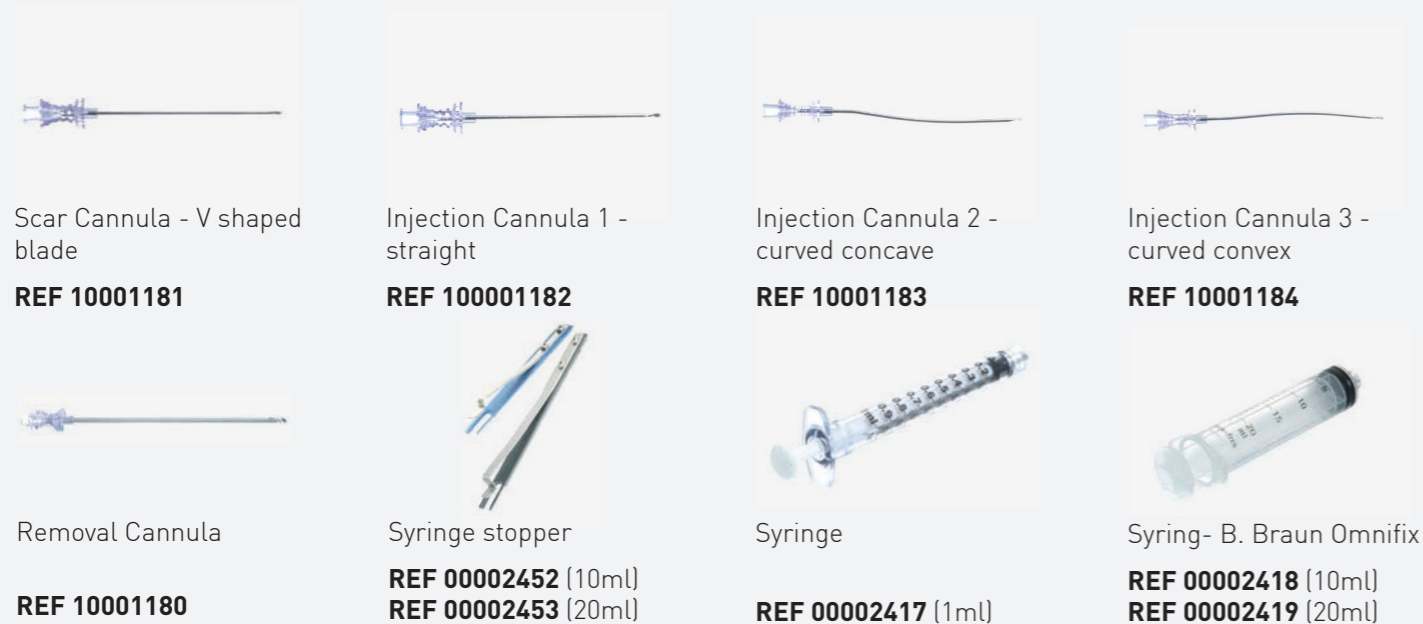 Scar Cannula - V shaped
blade
REF 10001181
Injection Cannula 1 -
straight
REF 100001182
Injection Cannula 2 -
curved concave
REF 10001183
Injection Cannula 3 -
curved convex
REF 10001184
Removal Cannula
REF 10001180
Syringe stopper
REF 00002452 (10ml)
REF 00002453 (20ml)
Syringe
REF 00002417 (1ml)
Syring- B. Braun Omnifix
REF 00002418 (10ml)
REF 00002419 (20ml)